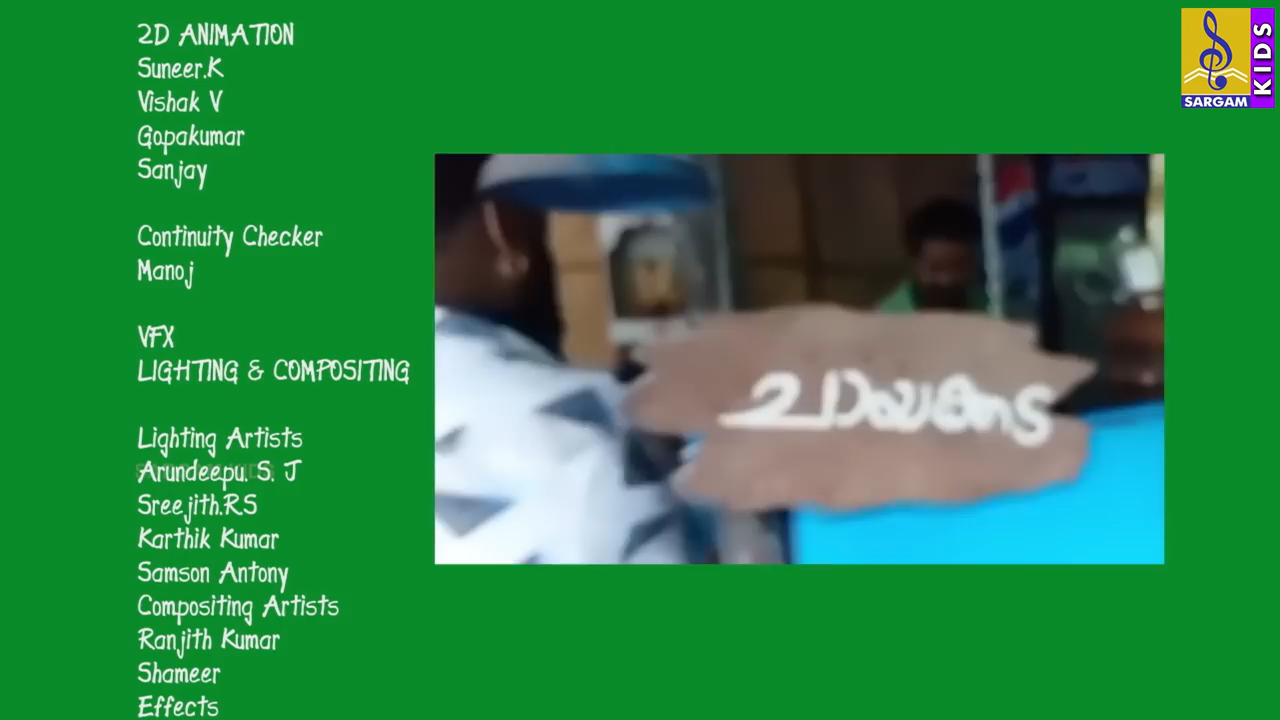 2D ANIMATION
Suneer.K
Vishak V
Gopakumar
Sanjay
Continuity Checker
Manoj
VFX
LIGHTING & COMPOSITING
Lighting Artists
Arundeepu. S. J
Sreejith.R.S
Karthik Kumar
Samson Antony
Compositing Artists
Ranjith Kumar
Shameer
Effects
SARGAM
KIDS